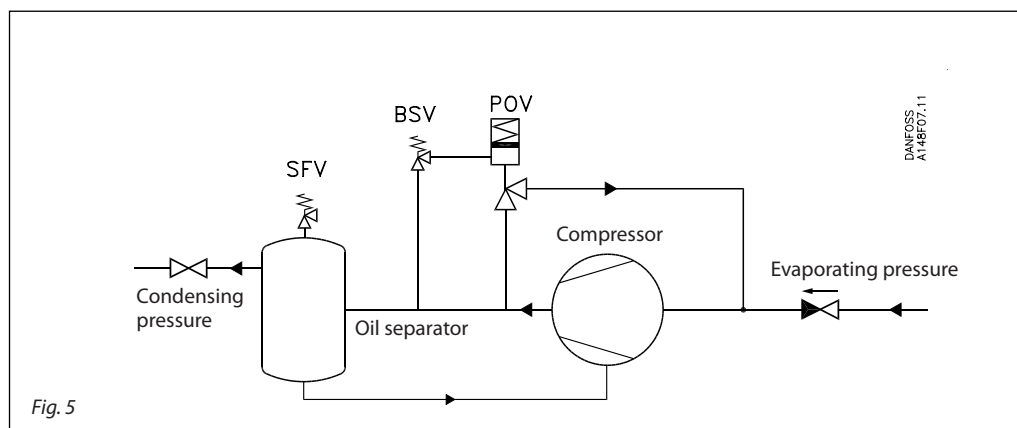 POV
BSV
SFV
DANFOSS
A148F07.11
Compressor
Evaporating pressure
Condensing
pressure
Oil separator
Fig. 5